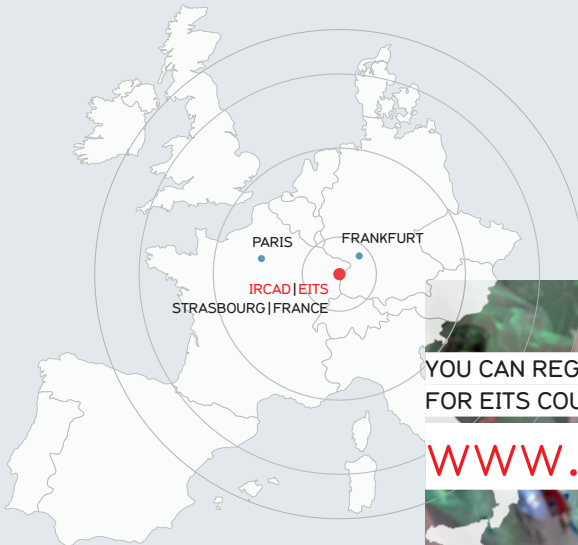 PARIS
FRANKFURT
IRCAD|EITS
STRASBOURG|FRANCE
YOU CAN REG
FOR EITS COU
WWW.